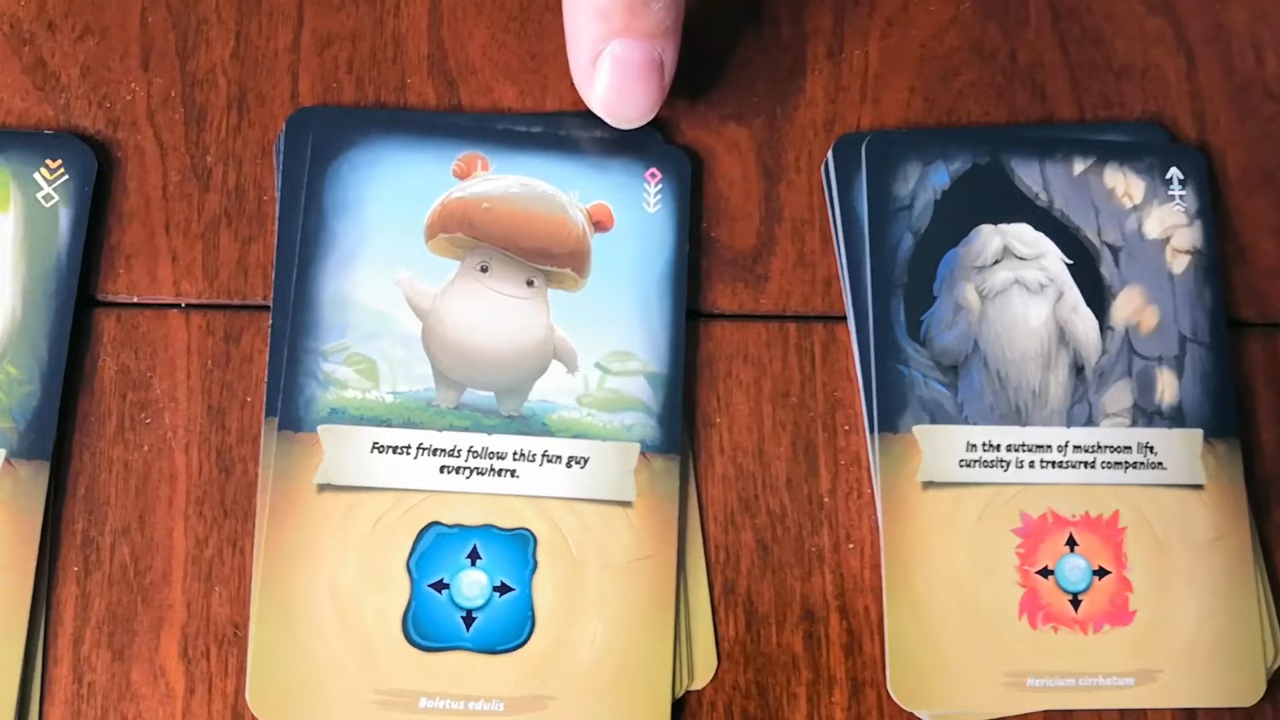 Forest friends follow this fun guy
everywhere.
Boletus edulis
In the autumn of mushroom life,
curiosity is a treasured companion.
Hericium cirrhatum